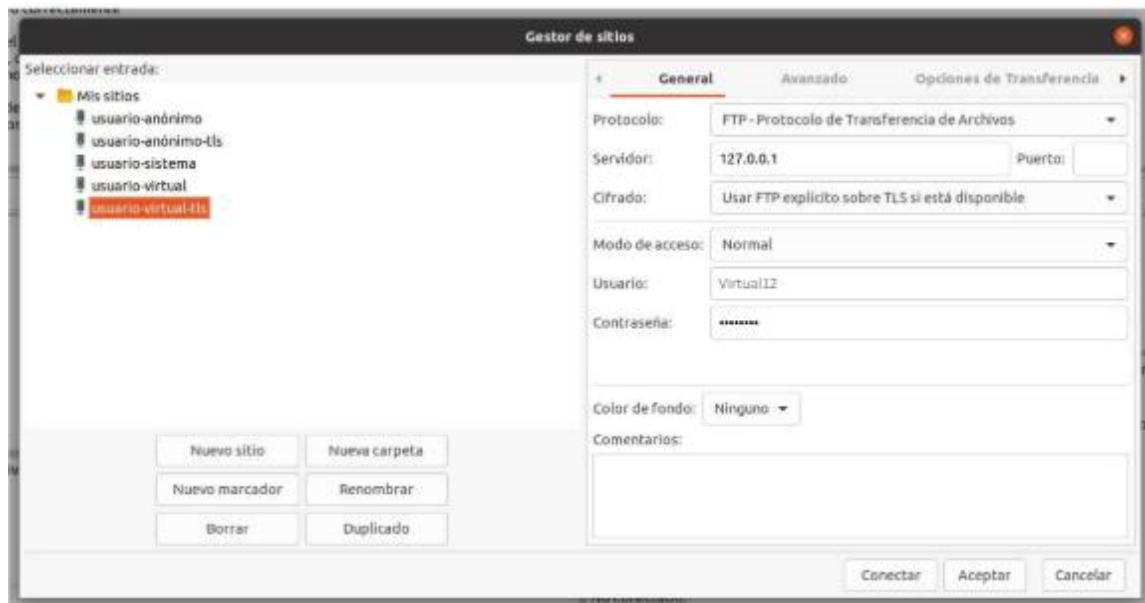 Gestor de sitios
Seleccionar entrada:
Mis sitios
usuario-anónimo
usuario-anónimo-tls
usuario-sistema
usuario-virtual
usuario-virtual-tls
Nuevo sitio Nueva carpeta
Nuevo marcador Renombrar
Borrar Duplicado
General Avanzado Opciones de Transferencia
Protocolo: FTP - Protocolo de Transferencia de Archivos
Servidor: 127.0.0.1 Puerto:
Cifrado: Usar FTP explícito sobre TLS si está disponible
Modo de acceso: Normal
Usuario:
Contraseña: ••••••••
Color de fondo: Ninguno
Comentarios:
Conectar Aceptar Cancelar